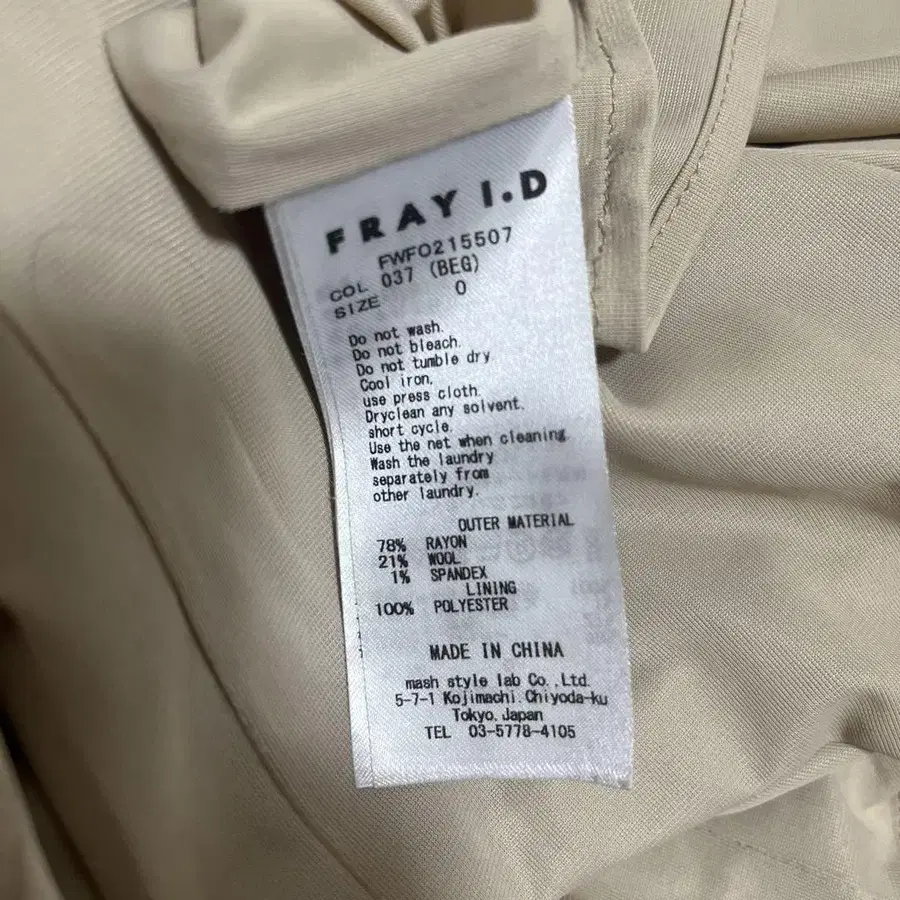 FRAY I.D
FWFO215507
COL 037 (BEG)
SIZE 0
Do not wash.
Do not bleach.
Do not tumble dry
Cool iron,
use press cloth.
Dryclean any solvent.
short cycle.
Use the net when cleaning.
Wash the laundry
separately from
other laundry.
OUTER MATERIAL
78% RAYON
21% WOOL
1% SPANDEX
LINING
100% POLYESTER
MADE IN CHINA
mash style lab Co.,Ltd.
5-7-1 Kojimachi.Chiyoda-ku
Tokyo.Japan
TEL 03-5778-4105